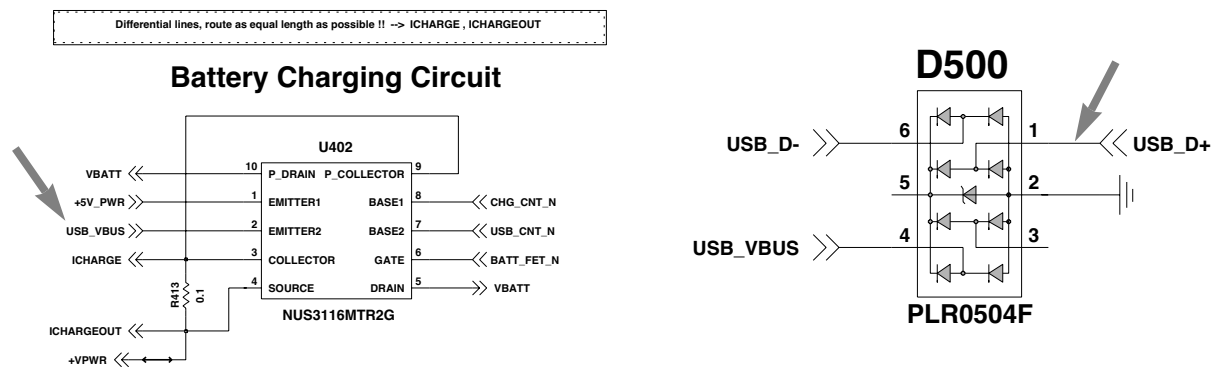 Differential lines, route as equal length as possible !! --> ICHARGE , ICHARGEOUT
Battery Charging Circuit
U402
VBATT 10 P_DRAIN P_COLLECTOR 9
+5V_PWR 1 EMITTER1 BASE1 8 CHG_CNT_N
USB_VBUS 2 EMITTER2 BASE2 7 USB_CNT_N
ICHARGE 3 COLLECTOR GATE 6 BATT_FET_N
4 SOURCE DRAIN 5 VBATT
R413
0.1
NUS3116MTR2G
ICHARGEOUT
+VPWR
D500
USB_D- 6 1 USB_D+
5 2
USB_VBUS 4 3
PLR0504F